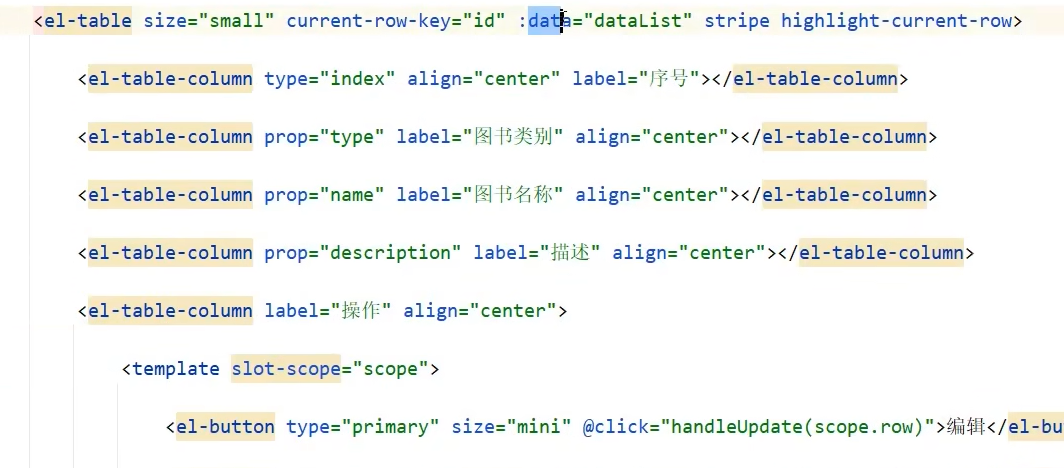 <el-table size="small" current-row-key="id" :data="dataList" stripe highlight-current-row>
<el-table-column type="index" align="center" label="序号"></el-table-column>
<el-table-column prop="type" label="图书类别" align="center"></el-table-column>
<el-table-column prop="name" label="图书名称" align="center"></el-table-column>
<el-table-column prop="description" label="描述" align="center"></el-table-column>
<el-table-column label="操作" align="center">
<template slot-scope="scope">
<el-button type="primary" size="mini" @click="handleUpdate(scope.row)">编辑</el-bu